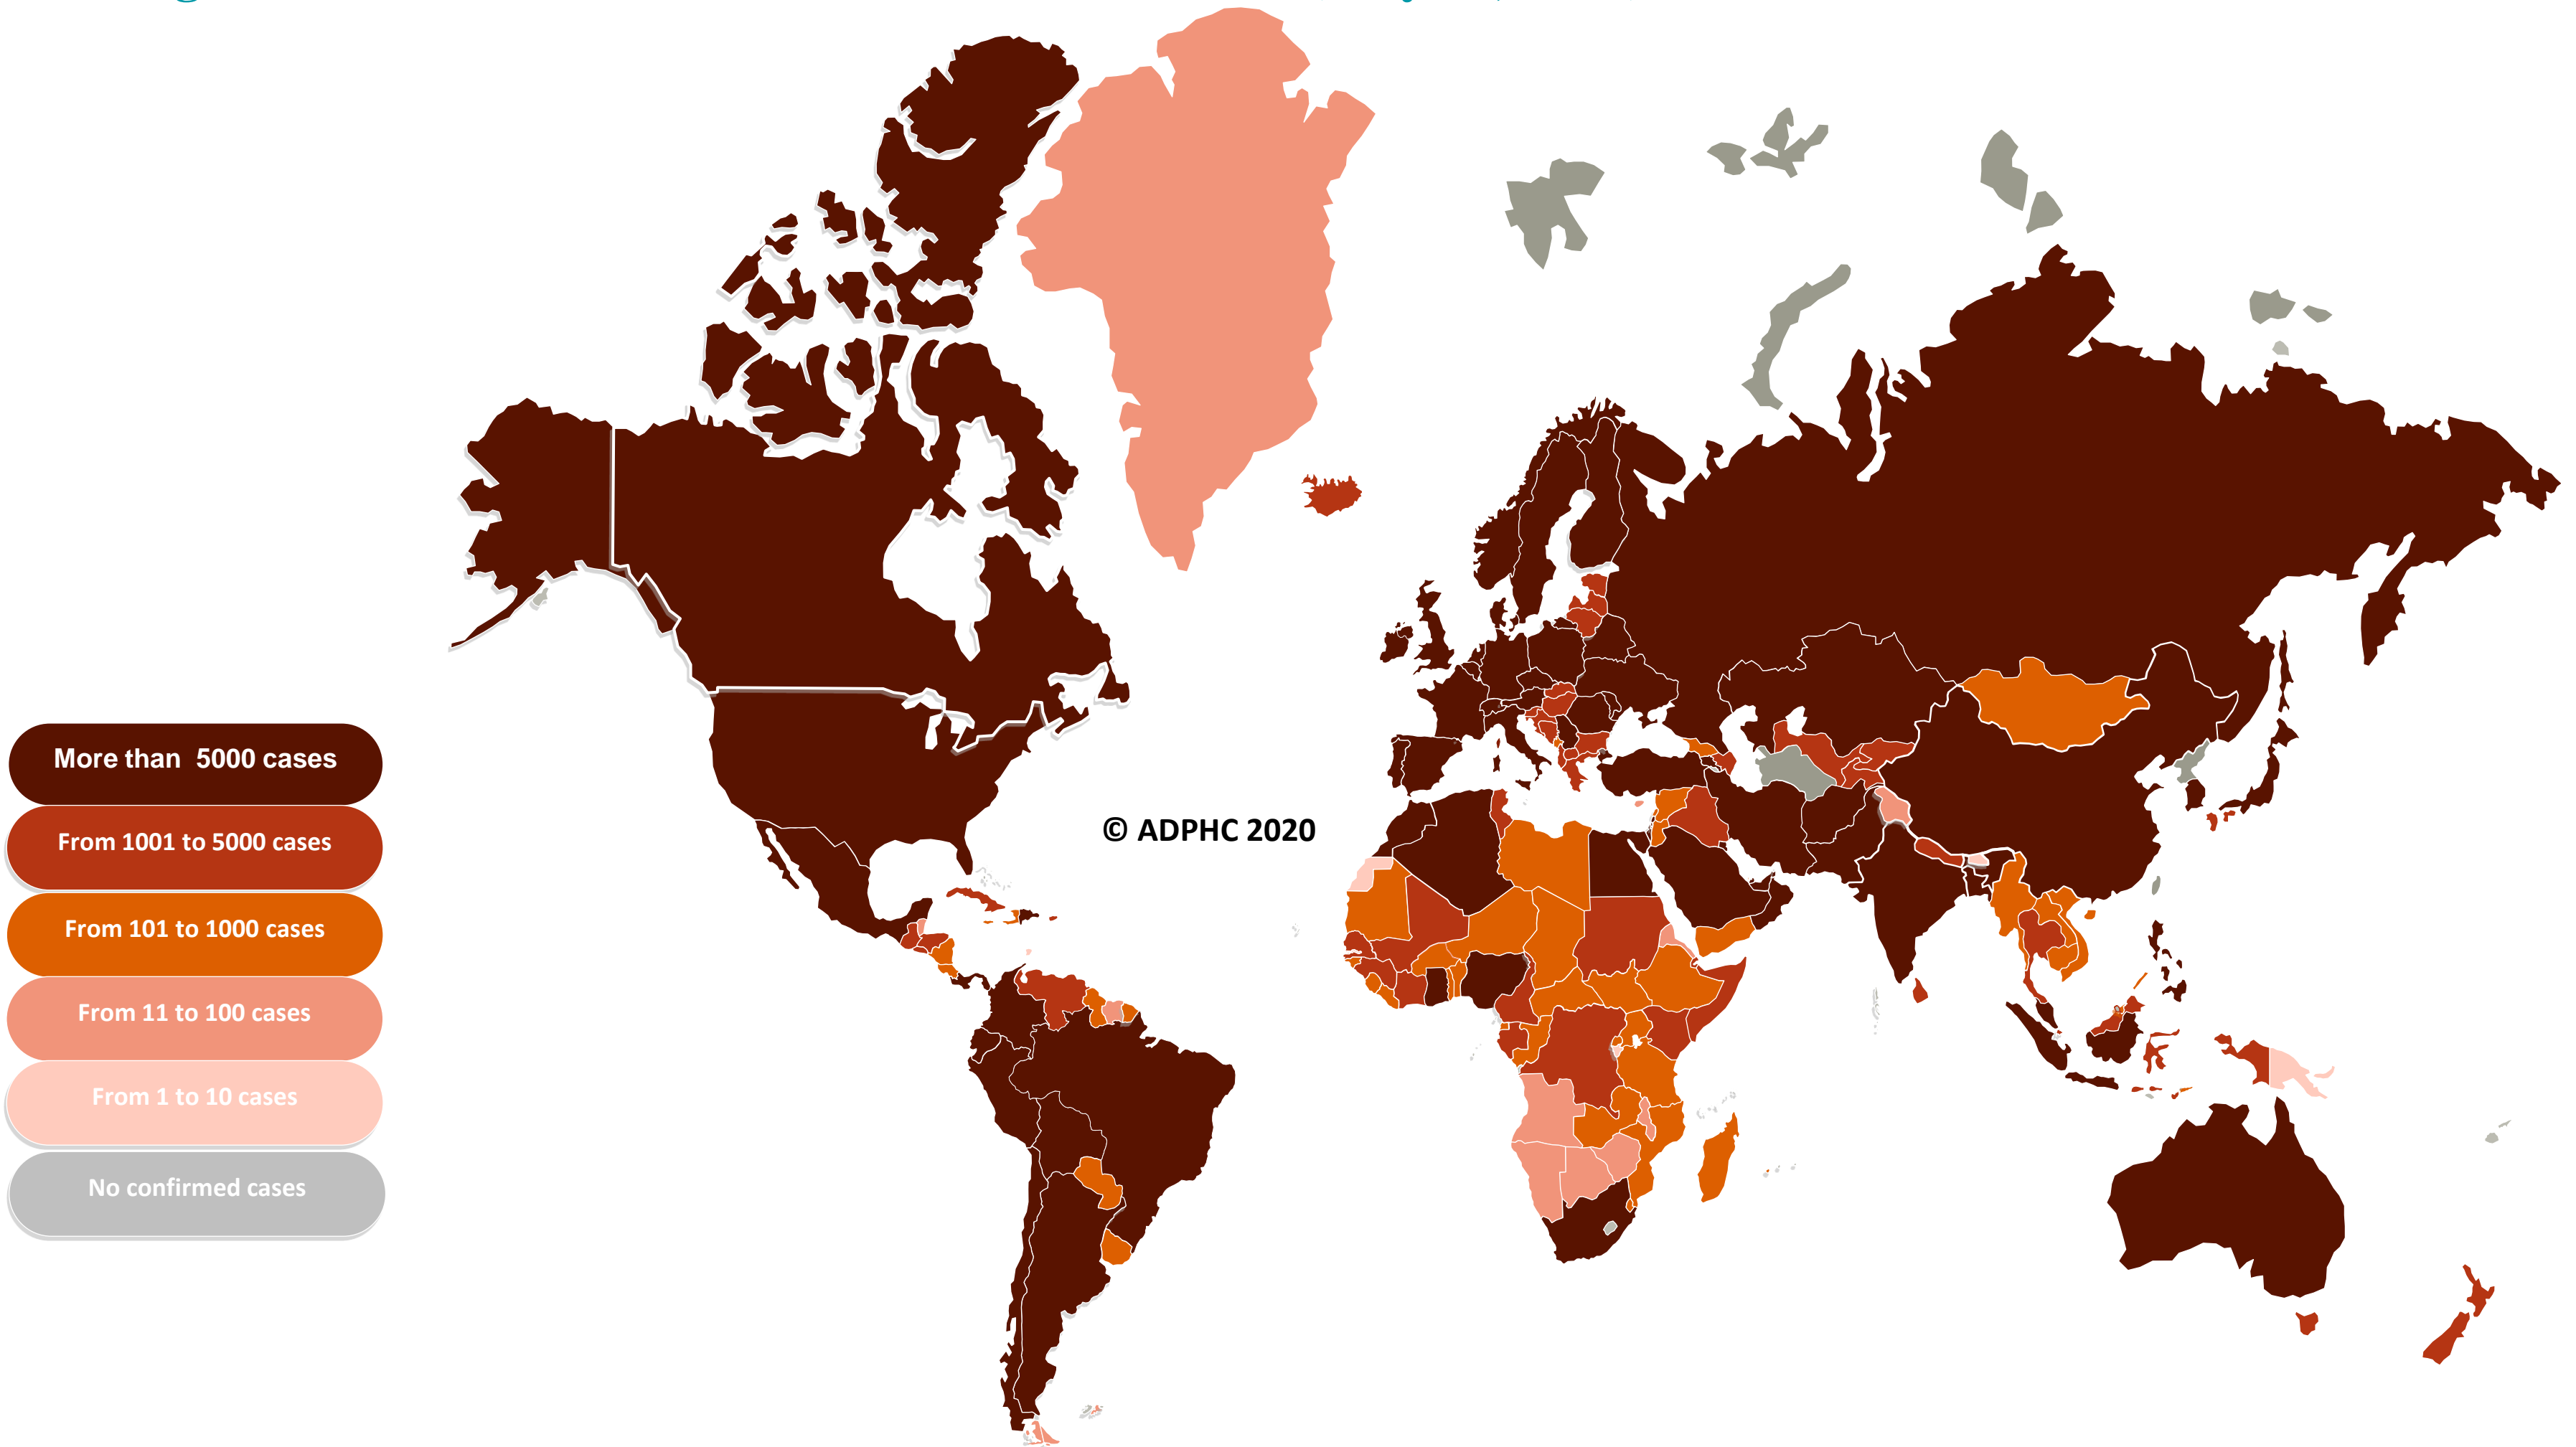 More than 5000 cases
From 1001 to 5000 cases
© ADPHC 2020
From 101 to 1000 cases
From 11 to 100 cases
From 1 to 10 cases
No confirmed cases